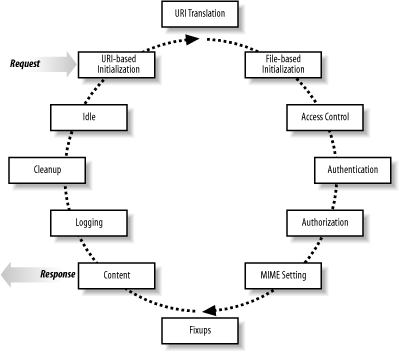 URI Translation
Request
URI-based
Initialization
File-based
Initialization
Idle
Access Control
Cleanup
Authentication
Logging
Authorization
Response
Content
MIME Setting
Fixups